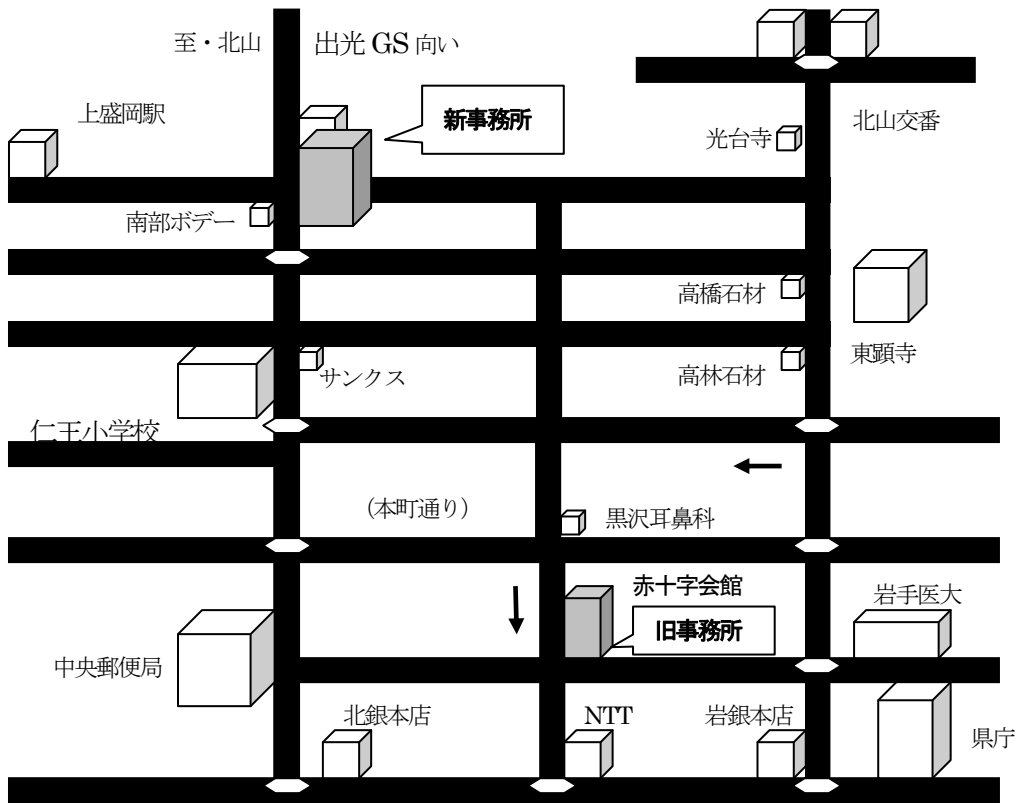 至・北山
出光 GS 向い
上盛岡駅
新事務所
北山交番
光台寺
南部ボデー
高橋石材
東顕寺
サンクス
高林石材
仁王小学校
（本町通り）
黒沢耳鼻科
赤十字会館
岩手医大
旧事務所
中央郵便局
北銀本店
NTT
岩銀本店
県庁